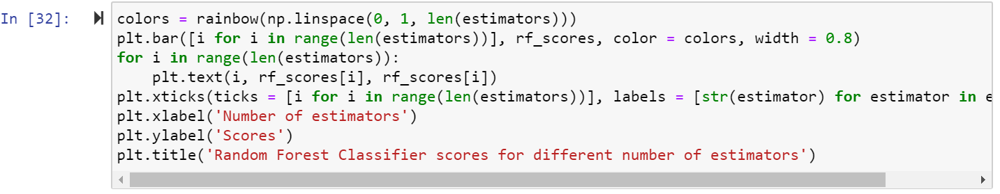 In [32]:
colors = rainbow(np.linspace(0, 1, len(estimators)))
plt.bar([i for i in range(len(estimators))], rf_scores, color = colors, width = 0.8)
for i in range(len(estimators)):
    plt.text(i, rf_scores[i], rf_scores[i])
plt.xticks(ticks = [i for i in range(len(estimators))], labels = [str(estimator) for estimator in e
plt.xlabel('Number of estimators')
plt.ylabel('Scores')
plt.title('Random Forest Classifier scores for different number of estimators')